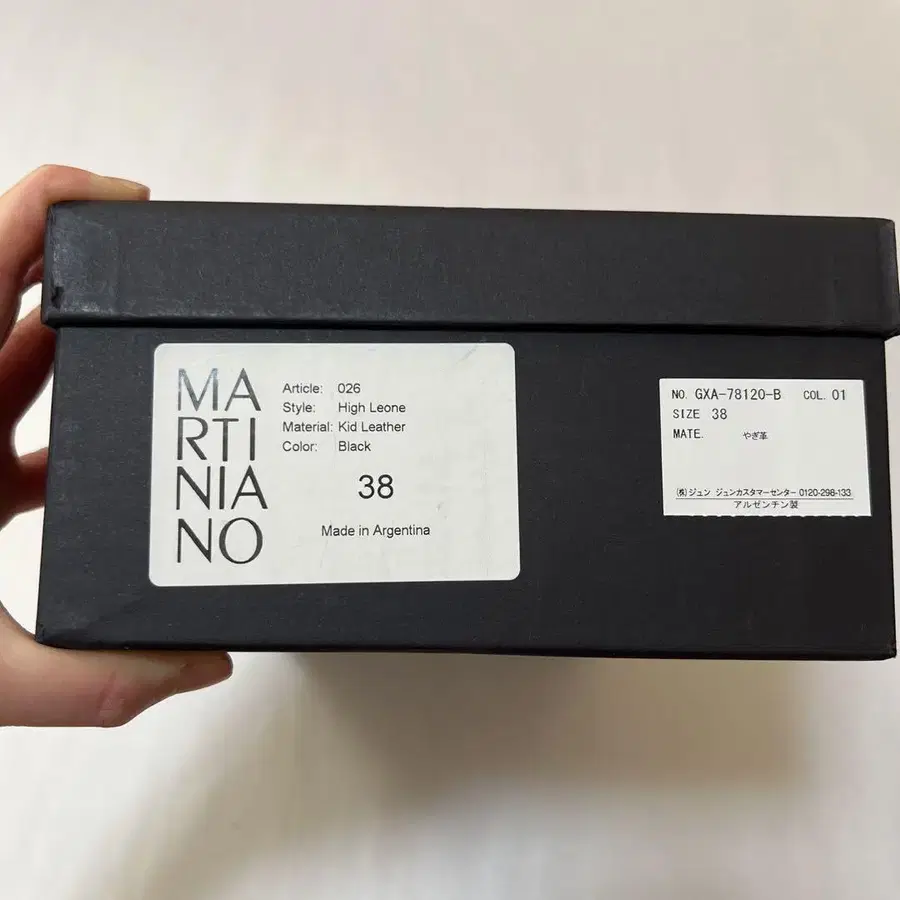 MA
RTI
NIA
NO
Article: 026
Style: High Leone
Material: Kid Leather
Color: Black
38
Made in Argentina
NO. GXA-78120-B COL. 01
SIZE 38
MATE. やぎ革
㈱ジュン ジュンカスタマーセンター 0120-298-133
アルゼンチン製